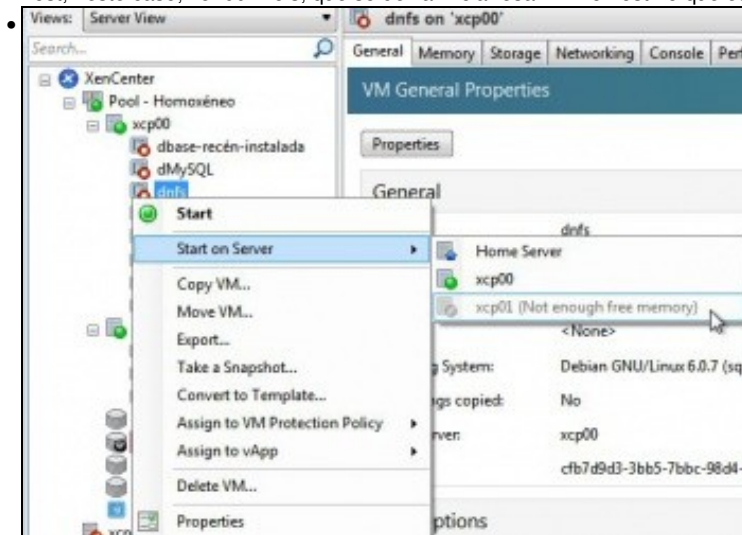 Views: Server View
dnfs on 'xcp00'
Search...
General Memory Storage Networking Console
XenCenter
VM General Properties
Pool - Homoxéneo
xcp00
dbase-recén-instalada
Properties
dMySQL
dnfs
General
Start
dnfs
Start on Server
Home Server
Copy VM...
xcp00
Move VM...
xcp01 (Not enough free memory)
Export...
<None>
Take a Snapshot...
System: Debian GNU/Linux 6.0.7 (sq
Convert to Template...
copied: No
Assign to VM Protection Policy
xcp00
Assign to vApp
cfb7d9d3-3bb5-7bbc-98d4-
Delete VM...
Properties
ptions